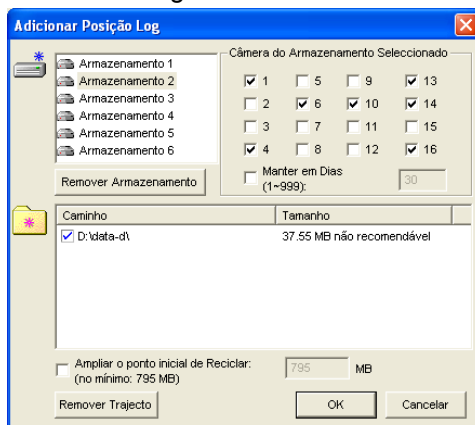 Adicionar Posição Log
Armazenamento 1
Armazenamento 2
Armazenamento 3
Armazenamento 4
Armazenamento 5
Armazenamento 6
Remover Armazenamento
Câmera do Armazenamento Seleccionado
1 5 9 13
2 6 10 14
3 7 11 15
4 8 12 16
Manter em Dias
(1~999):
30
Caminho Tamanho
D:\data-d\ 37.55 MB não recomendável
Ampliar o ponto inicial de Reciclar:
(no mínimo: 795 MB)
795 MB
Remover Trajecto OK Cancelar